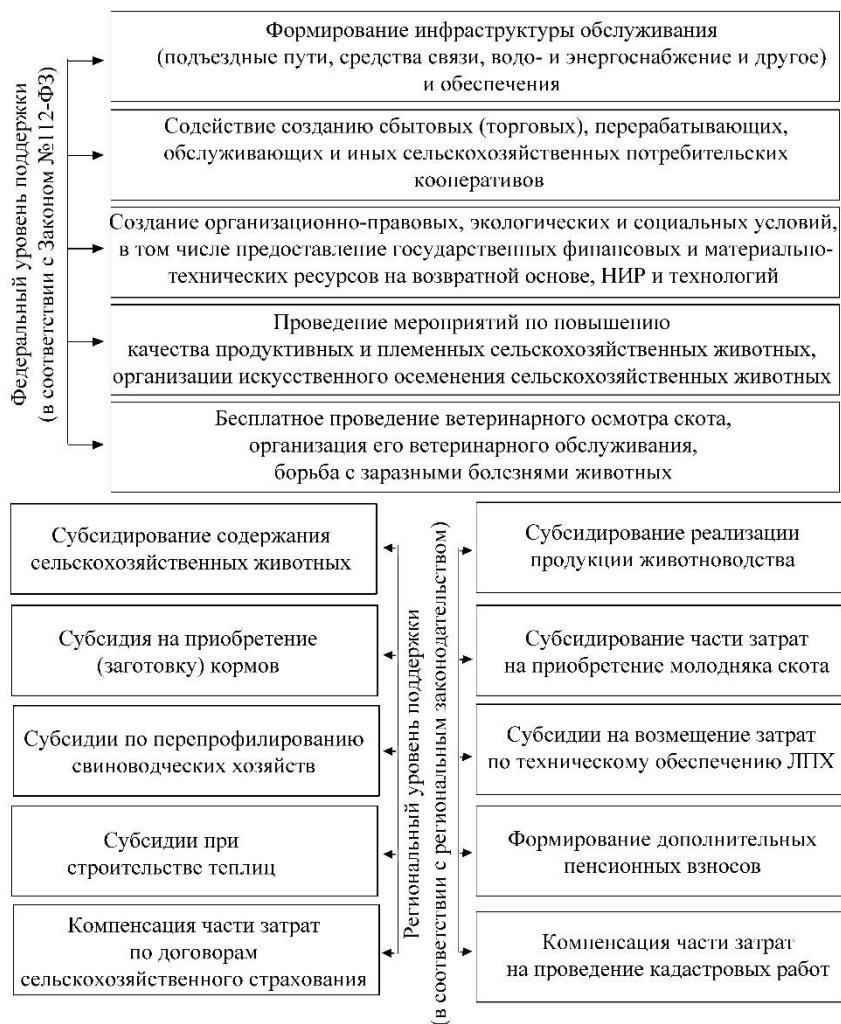 Федеральный уровень поддержки
(в соответствии с Законом №112-ФЗ)
Формирование инфраструктуры обслуживания
(подъездные пути, средства связи, водо- и энергоснабжение и другое)
и обеспечения
Содействие созданию сбытовых (торговых), перерабатывающих,
обслуживающих и иных сельскохозяйственных потребительских
кооперативов
Создание организационно-правовых, экологических и социальных условий,
в том числе предоставление государственных финансовых и материально-
технических ресурсов на возвратной основе, НИР и технологий
Проведение мероприятий по повышению
качества продуктивных и племенных сельскохозяйственных животных,
организации искусственного осеменения сельскохозяйственных животных
Бесплатное проведение ветеринарного осмотра скота,
организация его ветеринарного обслуживания,
борьба с заразными болезнями животных
Региональный уровень поддержки
(в соответствии с региональным законодательством)
Субсидирование содержания
сельскохозяйственных животных
Субсидия на приобретение
(заготовку) кормов
Субсидии по перепрофилированию
свиноводческих хозяйств
Субсидии при
строительстве теплиц
Компенсация части затрат
по договорам
сельскохозяйственного страхования
Субсидирование реализации
продукции животноводства
Субсидирование части затрат
на приобретение молодняка скота
Субсидии на возмещение затрат
по техническому обеспечению ЛПХ
Формирование дополнительных
пенсионных взносов
Компенсация части затрат
на проведение кадастровых работ